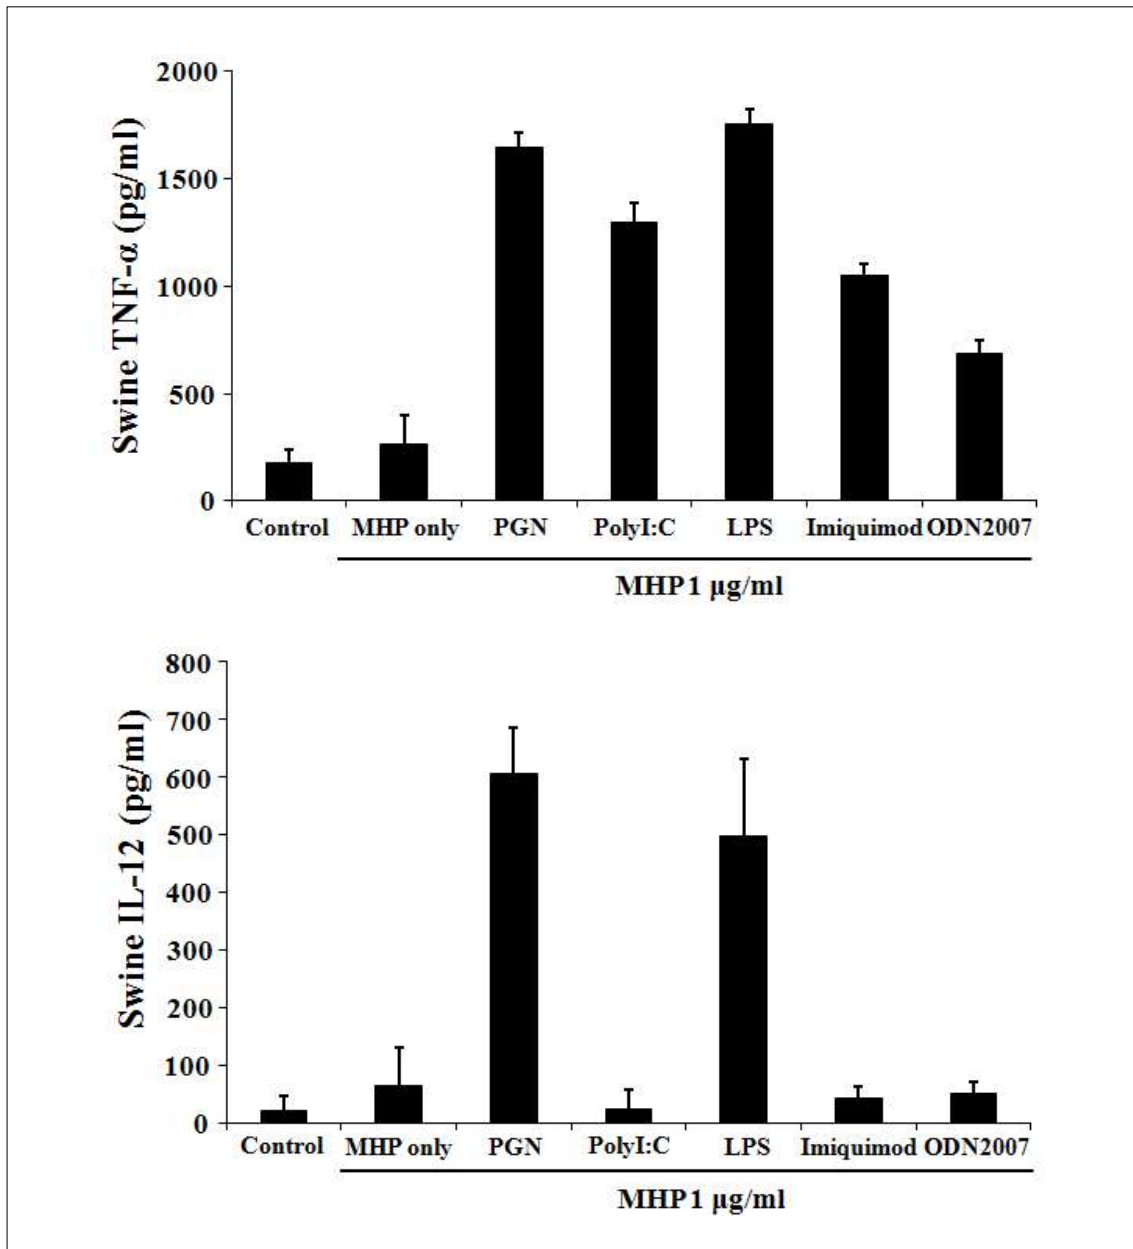 Swine TNF-α (pg/ml)
2000
1500
1000
500
0
Control MHP only PGN PolyI:C LPS Imiquimod ODN2007
MHP 1 μg/ml
Swine IL-12 (pg/ml)
800
700
600
500
400
300
200
100
0
Control MHP only PGN PolyI:C LPS Imiquimod ODN2007
MHP 1 μg/ml